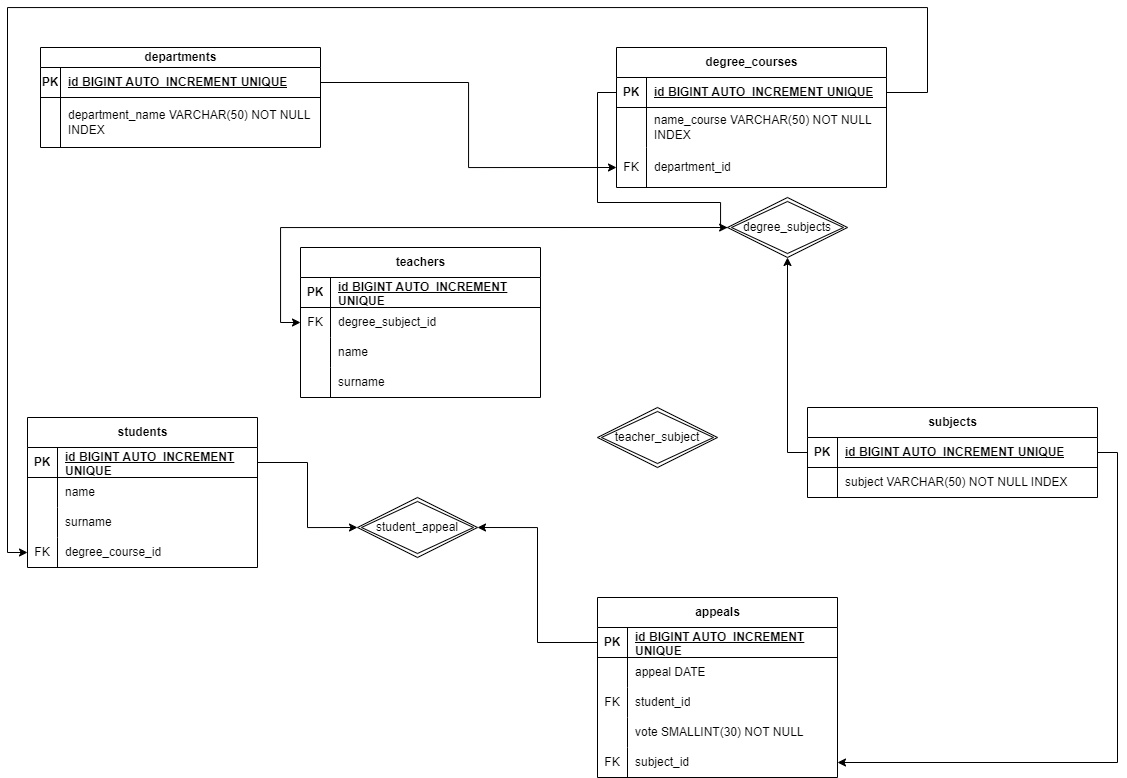 departments
PK id BIGINT AUTO_INCREMENT UNIQUE
department_name VARCHAR(50) NOT NULL
INDEX
degree_courses
PK id BIGINT AUTO_INCREMENT UNIQUE
name_course VARCHAR(50) NOT NULL
INDEX
FK department_id
degree_subjects
teachers
PK id BIGINT AUTO_INCREMENT
UNIQUE
FK degree_subject_id
name
surname
students
PK id BIGINT AUTO_INCREMENT
UNIQUE
name
surname
FK degree_course_id
teacher_subject
subjects
PK id BIGINT AUTO_INCREMENT UNIQUE
subject VARCHAR(50) NOT NULL INDEX
student_appeal
appeals
PK id BIGINT AUTO_INCREMENT
UNIQUE
appeal DATE
FK student_id
vote SMALLINT(30) NOT NULL
FK subject_id